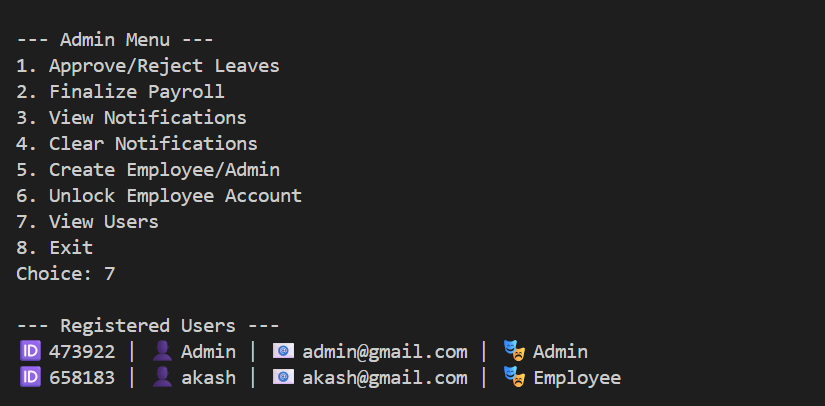 --- Admin Menu ---
1. Approve/Reject Leaves
2. Finalize Payroll
3. View Notifications
4. Clear Notifications
5. Create Employee/Admin
6. Unlock Employee Account
7. View Users
8. Exit
Choice: 7
--- Registered Users ---
🆔 473922 | 👤 Admin | 📧 admin@gmail.com | 🎭 Admin
🆔 658183 | 👤 akash | 📧 akash@gmail.com | 🎭 Employee